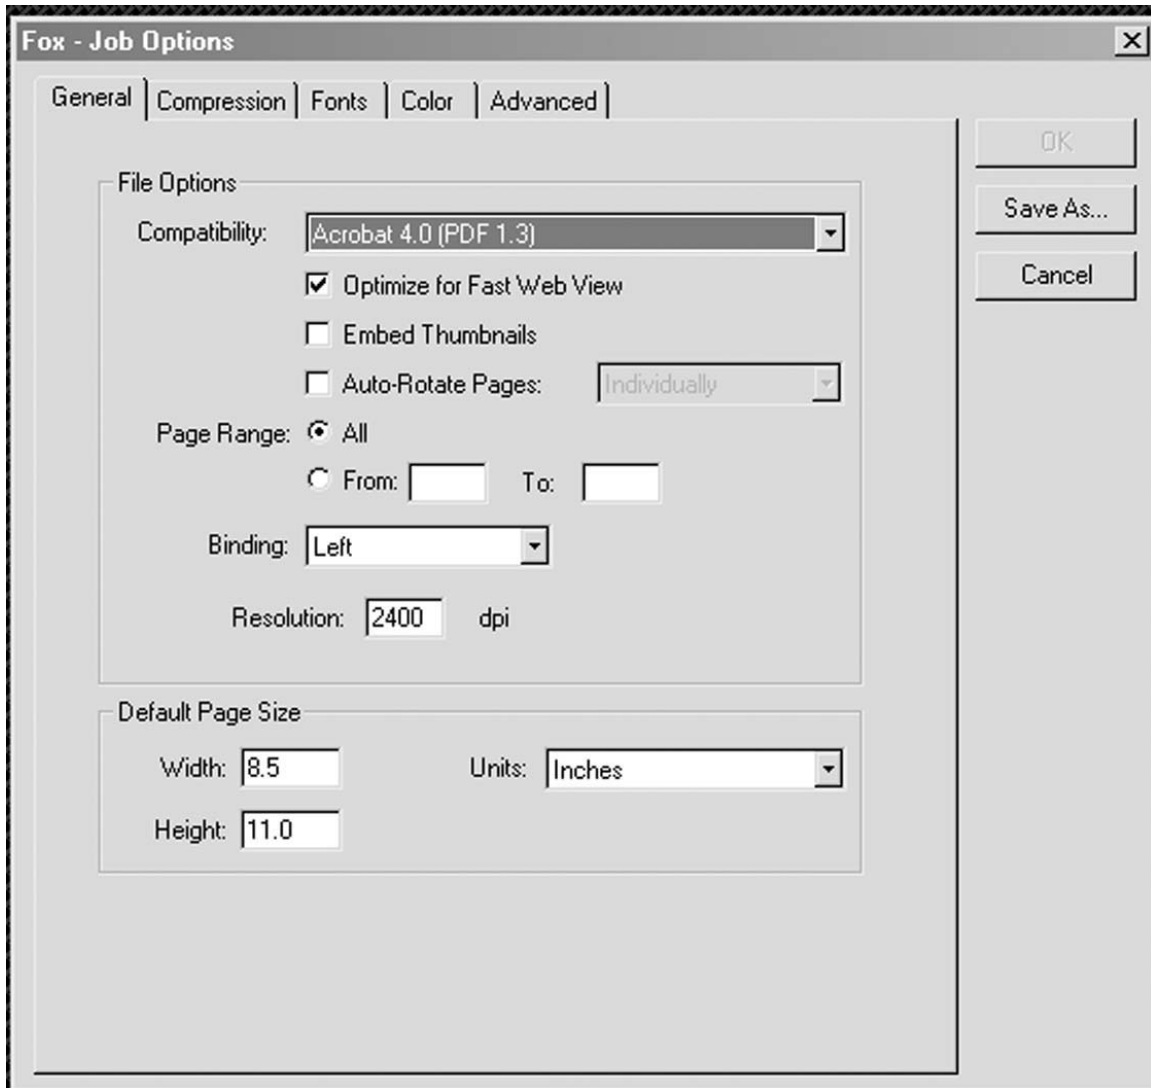 Fox - Job Options
General Compression Fonts Color Advanced
OK
File Options
Save As...
Compatibility: Acrobat 4.0 (PDF 1.3)
Optimize for Fast Web View
Cancel
Embed Thumbnails
Auto-Rotate Pages: Individually
Page Range: All
From: To:
Binding: Left
Resolution: 2400 dpi
Default Page Size
Width: 8.5 Units: Inches
Height: 11.0